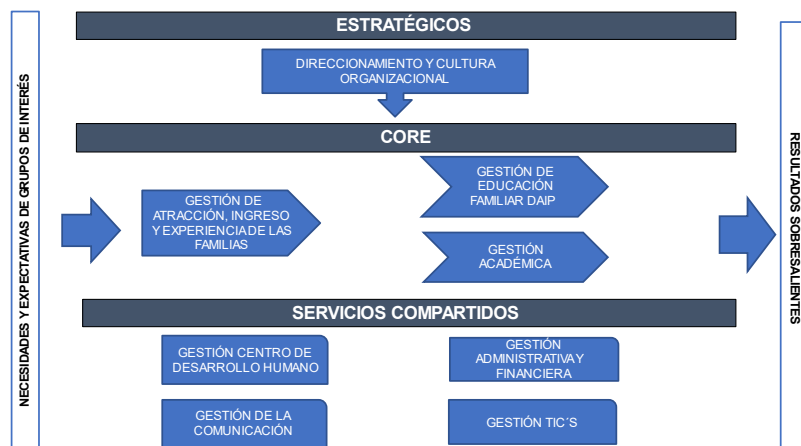 NECESIDADES Y EXPECTATIVAS DE GRUPOS DE INTERÉS
ESTRATÉGICOS
DIRECCIONAMIENTO Y CULTURA
ORGANIZACIONAL
CORE
GESTIÓN DE
ATRACCIÓN, INGRESO
Y EXPERIENCIA DE LAS
FAMILIAS
GESTIÓN DE
EDUCACIÓN
FAMILIAR DAIP
GESTIÓN
ACADÉMICA
SERVICIOS COMPARTIDOS
GESTIÓN CENTRO DE
DESARROLLO HUMANO
GESTIÓN
ADMINISTRATIVA Y
FINANCIERA
GESTIÓN DE LA
COMUNICACIÓN
GESTIÓN TIC´S
RESULTADOS SOBRESALIENTES